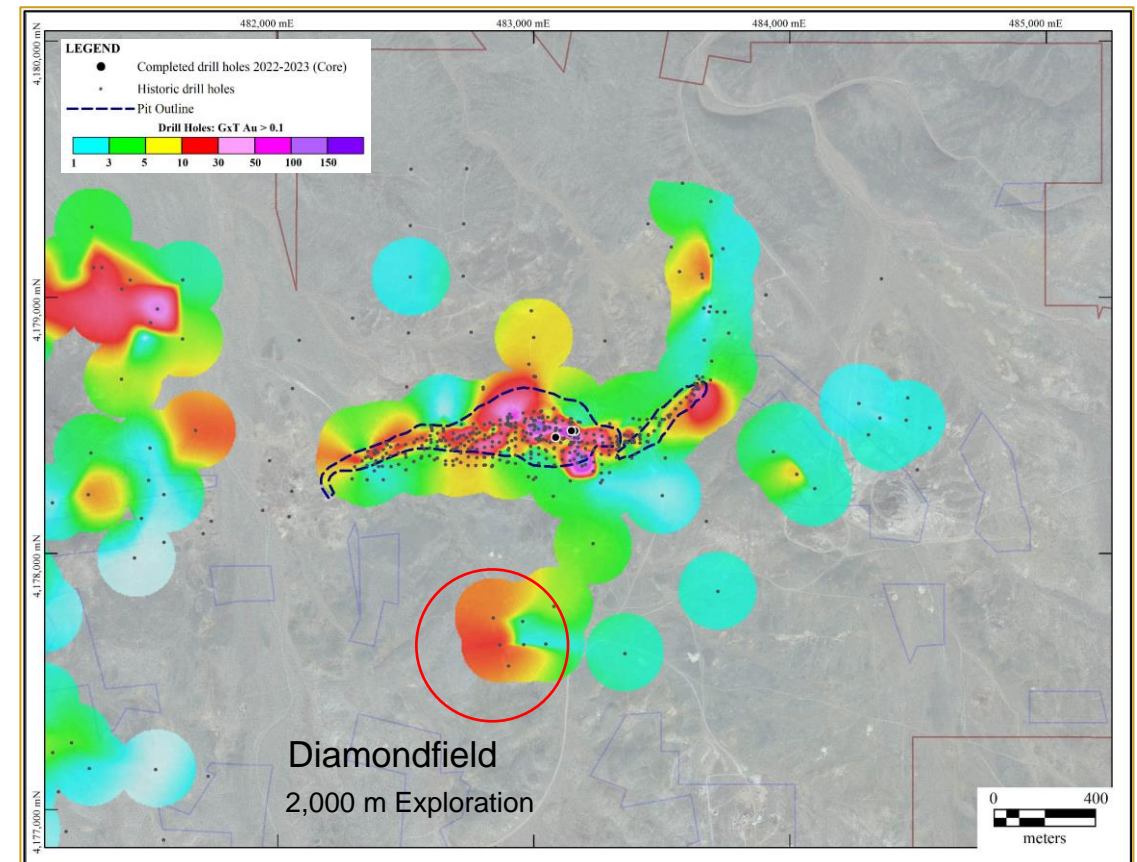 482,000 mE 483,000 mE 484,000 mE 485,000 mE
4,180,000 mN
LEGEND
Completed drill holes 2022-2023 (Core)
Historic drill holes
Pit Outline
Drill Holes: GxT Au > 0.1
1 3 5 10 30 50 100 150
4,179,000 mN
4,178,000 mN
4,177,000 mN
Diamondfield
2,000 m Exploration
0 400
meters